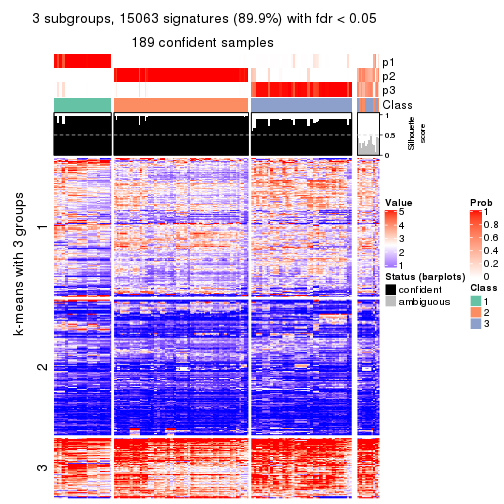 3 subgroups, 15063 signatures (89.9%) with fdr < 0.05
189 confident samples
p1
p2
p3
Class
1
0.5
0
Silhouette
score
k-means with 3 groups
1
2
3
Value
5
4
3
2
1
Status (barplots)
confident
ambiguous
Prob
1
0.8
0.6
0.4
0.2
0
Class
1
2
3